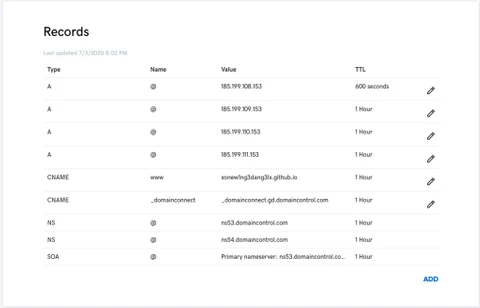 Records
Last updated 7/3/2020 8:02 PM
Type Name Value TTL
A @ 185.199.108.153 600 seconds
A @ 185.199.109.153 1 Hour
A @ 185.199.110.153 1 Hour
A @ 185.199.111.153 1 Hour
CNAME www xonew1ng3dang3lx.github.io 1 Hour
CNAME _domainconnect _domainconnect.gd.domaincontrol.com 1 Hour
NS @ ns53.domaincontrol.com 1 Hour
NS @ ns54.domaincontrol.com 1 Hour
SOA @ Primary nameserver: ns53.domaincontrol.co... 1 Hour
ADD